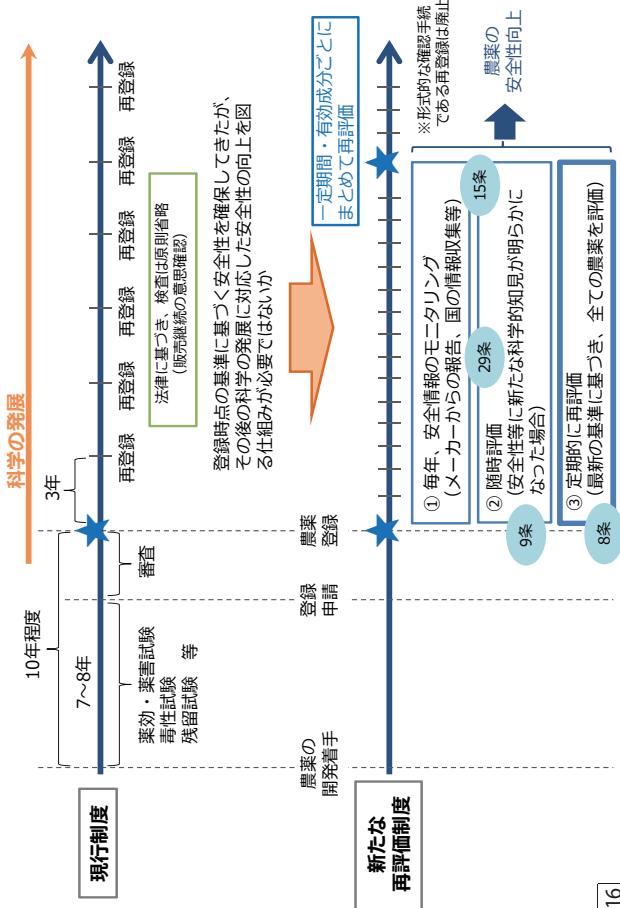 科学の発展
現行制度
10年程度
7～8年
3年
薬効・薬害試験
毒性試験
残留試験　等
審査
再登録
再登録
再登録
再登録
再登録
再登録
法律に基づき、検査は原則省略
（販売継続の意思確認）
登録時点の基準に基づく安全性を確保してきたが、
その後の科学の発展に対応した安全性の向上を図
る仕組みが必要ではないか
農薬の
開発着手
登録
申請
農薬
登録
一定期間・有効成分ごとに
まとめて再評価
新たな
再評価制度
① 毎年、安全情報のモニタリング
（メーカーからの報告、国の情報収集等）
29条
15条
② 随時評価
（安全性等に新たな科学的知見が明らかに
なった場合）
9条
③ 定期的に再評価
（最新の基準に基づき、全ての農薬を評価）
8条
※形式的な確認手続
である再登録は廃止
農薬の
安全性向上
16